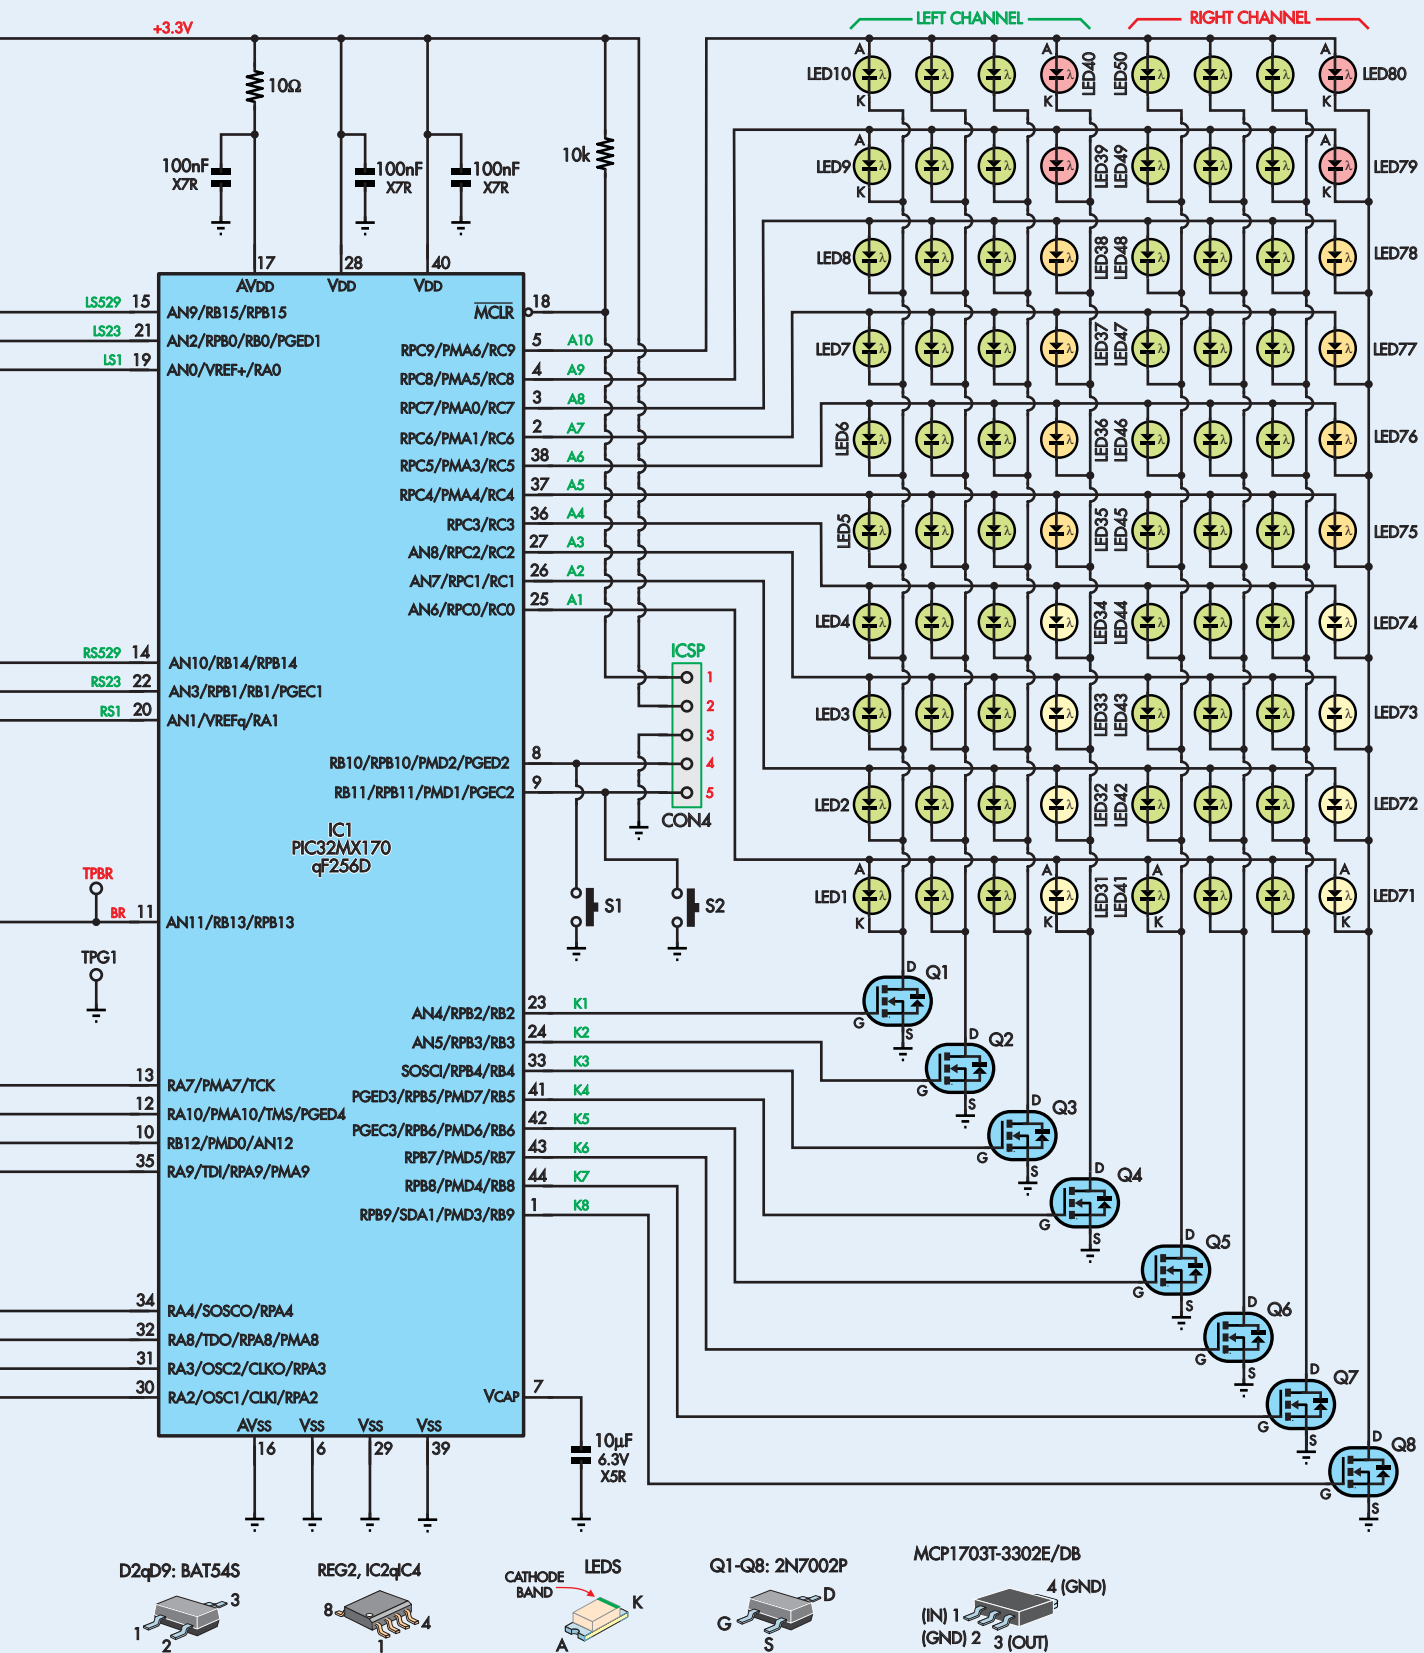 +3.3V
LEFT CHANNEL
RIGHT CHANNEL
10Ω
100nF
X7R
100nF
X7R
100nF
X7R
10k
A
K
LED10
A
K
LED40
LED50
A
K
LED80
A
K
LED9
LED39
LED49
A
K
LED79
LED8
LED38
LED48
LED78
LED7
LED37
LED47
LED77
LED6
LED36
LED46
LED76
LED5
LED35
LED45
LED75
LED4
LED34
LED44
LED74
LED3
LED33
LED43
LED73
LED2
LED32
LED42
LED72
LED1
A
K
A
K
LED31
LED41
A
K
A
K
LED71
λ λ λ λ λ λ λ λ
λ λ λ λ λ λ λ λ
λ λ λ λ λ λ λ λ
λ λ λ λ λ λ λ λ
λ λ λ λ λ λ λ λ
λ λ λ λ λ λ λ λ
λ λ λ λ λ λ λ λ
λ λ λ λ λ λ λ λ
λ λ λ λ λ λ λ λ
λ λ λ λ λ λ λ λ
17
AVDD
28
VDD
40
VDD
LS529 15 AN9/RB15/RPB15
LS23 21 AN2/RPB0/RB0/PGED1
LS1 19 AN0/VREF+/RA0
MCLR 18
RPC9/PMA6/RC9 5 A10
RPC8/PMA5/RC8 4 A9
RPC7/PMA0/RC7 3 A8
RPC6/PMA1/RC6 2 A7
RPC5/PMA3/RC5 38 A6
RPC4/PMA4/RC4 37 A5
RPC3/RC3 36 A4
AN8/RPC2/RC2 27 A3
AN7/RPC1/RC1 26 A2
AN6/RPC0/RC0 25 A1
RS529 14 AN10/RB14/RPB14
RS23 22 AN3/RPB1/RB1/PGEC1
RS1 20 AN1/VREFq/RA1
ICSP
1
2
3
4
5
CON4
RB10/RPB10/PMD2/PGED2 8
RB11/RPB11/PMD1/PGEC2 9
IC1
PIC32MX170
qF256D
S1
S2
TPBR
BR 11 AN11/RB13/RPB13
TPG1
AN4/RPB2/RB2 23 K1
AN5/RPB3/RB3 24 K2
SOSCI/RPB4/RB4 33 K3
PGED3/RPB5/PMD7/RB5 41 K4
PGEC3/RPB6/PMD6/RB6 42 K5
RPB7/PMD5/RB7 43 K6
RPB8/PMD4/RB8 44 K7
RPB9/SDA1/PMD3/RB9 1 K8
D
Q1
G
S
D
Q2
G
S
D
Q3
G
S
D
Q4
G
S
D
Q5
G
S
D
Q6
G
S
D
Q7
G
S
D
Q8
G
S
13 RA7/PMA7/TCK
12 RA10/PMA10/TMS/PGED4
10 RB12/PMD0/AN12
35 RA9/TDI/RPA9/PMA9
34 RA4/SOSCO/RPA4
32 RA8/TDO/RPA8/PMA8
31 RA3/OSC2/CLKO/RPA3
30 RA2/OSC1/CLKI/RPA2
VCAP 7
AVSS
16
VSS
6
VSS
29
VSS
39
10µF
6.3V
X5R
D2qD9: BAT54S
1
2
3
REG2, IC2qIC4
8
4
1
LEDS
CATHODE
BAND
K
A
Q1-Q8: 2N7002P
D
G
S
MCP1703T-3302E/DB
4 (GND)
(IN) 1
(GND) 2
3 (OUT)